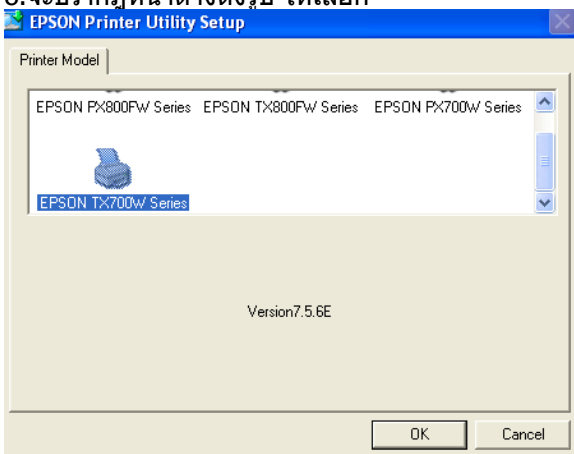 EPSON Printer Utility Setup
Printer Model
EPSON PX800FW Series EPSON TX800FW Series EPSON PX700W Series
EPSON TX700W Series
Version7.5.6E
OK Cancel